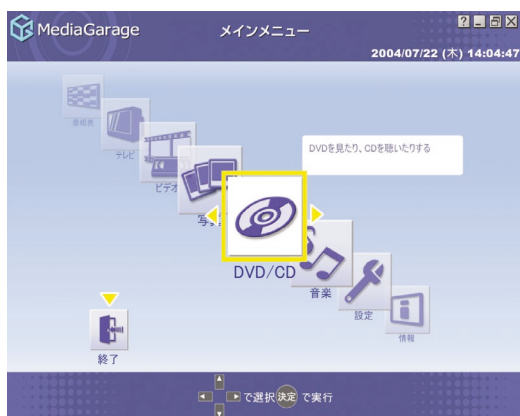 MediaGarage
メインメニュー
2004/07/22 (木) 14:04:47
番組表
テレビ
ビデオ
写真
DVD/CD
音楽
設定
情報
DVDを見たり、CDを聴いたりする
終了
で選択 決定 で実行